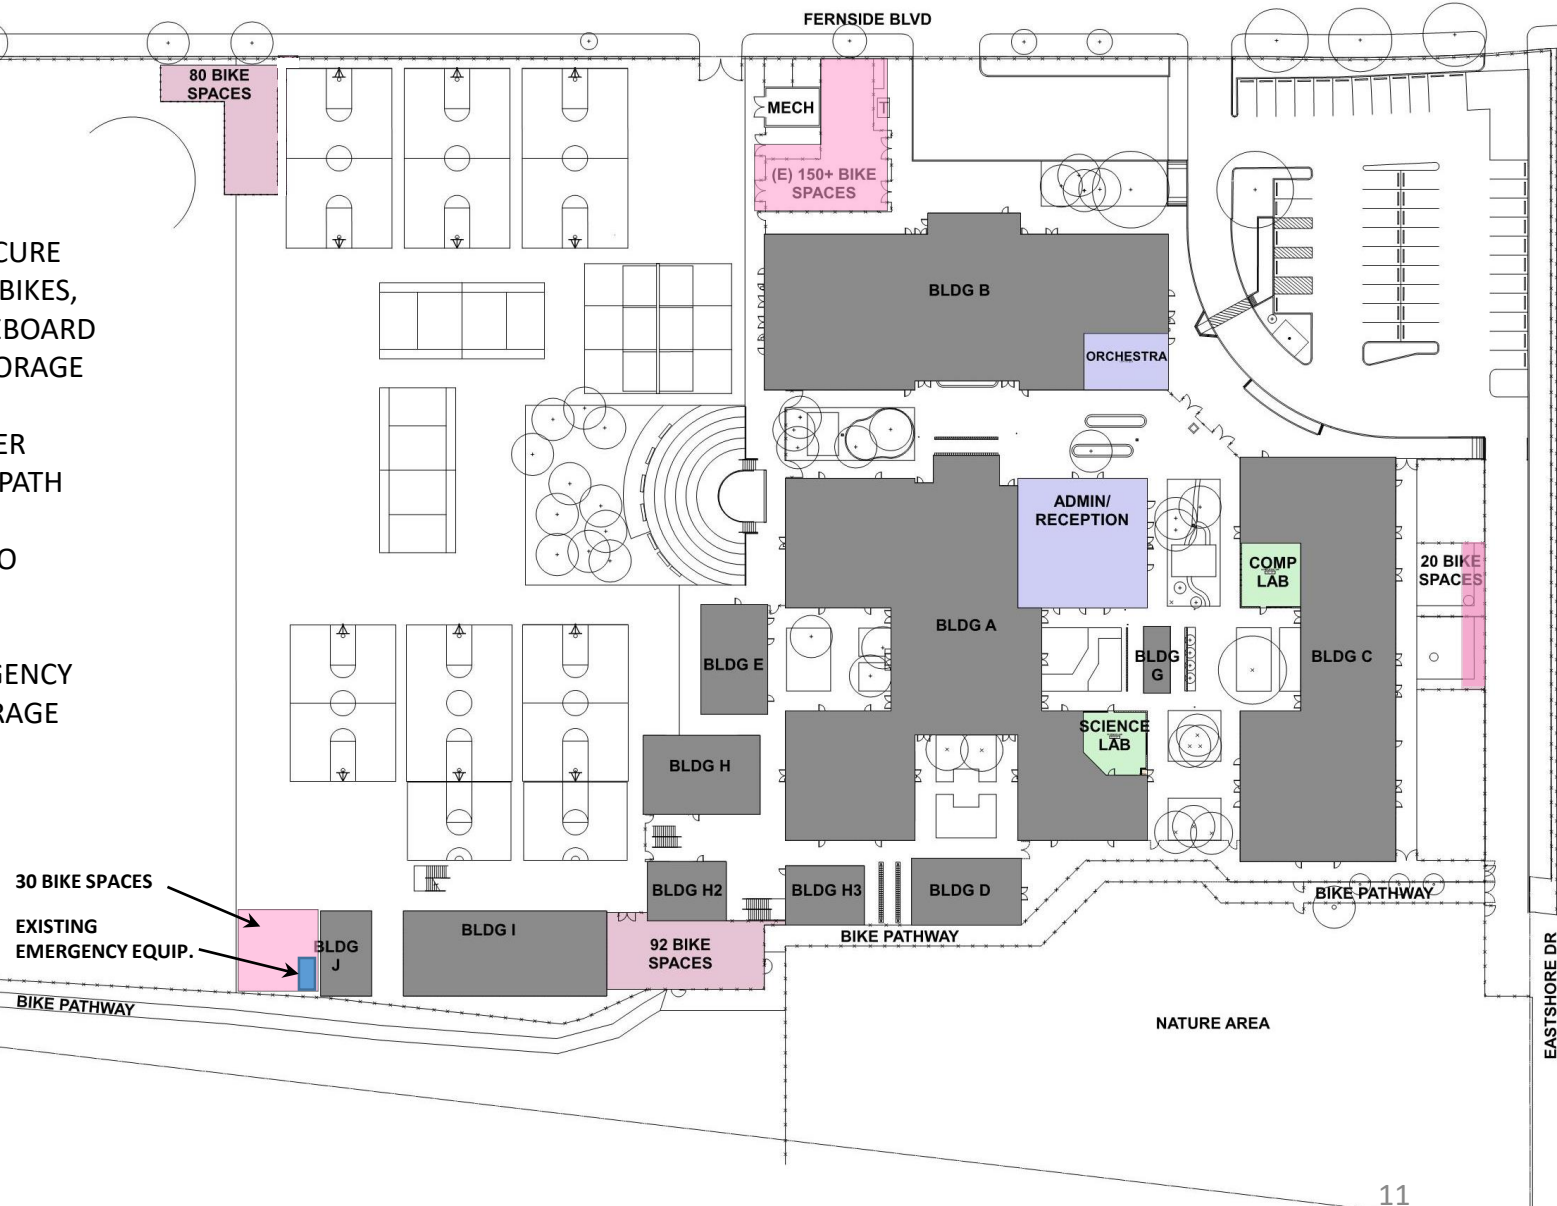 FERNSIDE BLVD
80 BIKE
SPACES
MECH
T
(E) 150+ BIKE
SPACES
CURE
BIKES,
EBOARD
ORAGE
ER
PATH
O
GENCY
RAGE
BLDG B
ORCHESTRA
ADMIN/
RECEPTION
COMP
LAB
20 BIKE
SPACES
BLDG A
BLDG E
BLDG
G
BLDG C
SCIENCE
LAB
BLDG H
30 BIKE SPACES
EXISTING
EMERGENCY EQUIP.
BLDG H2
BLDG H3
BLDG D
BIKE PATHWAY
BLDG
J
BLDG I
92 BIKE
SPACES
BIKE PATHWAY
BIKE PATHWAY
NATURE AREA
EASTSHORE DR
11